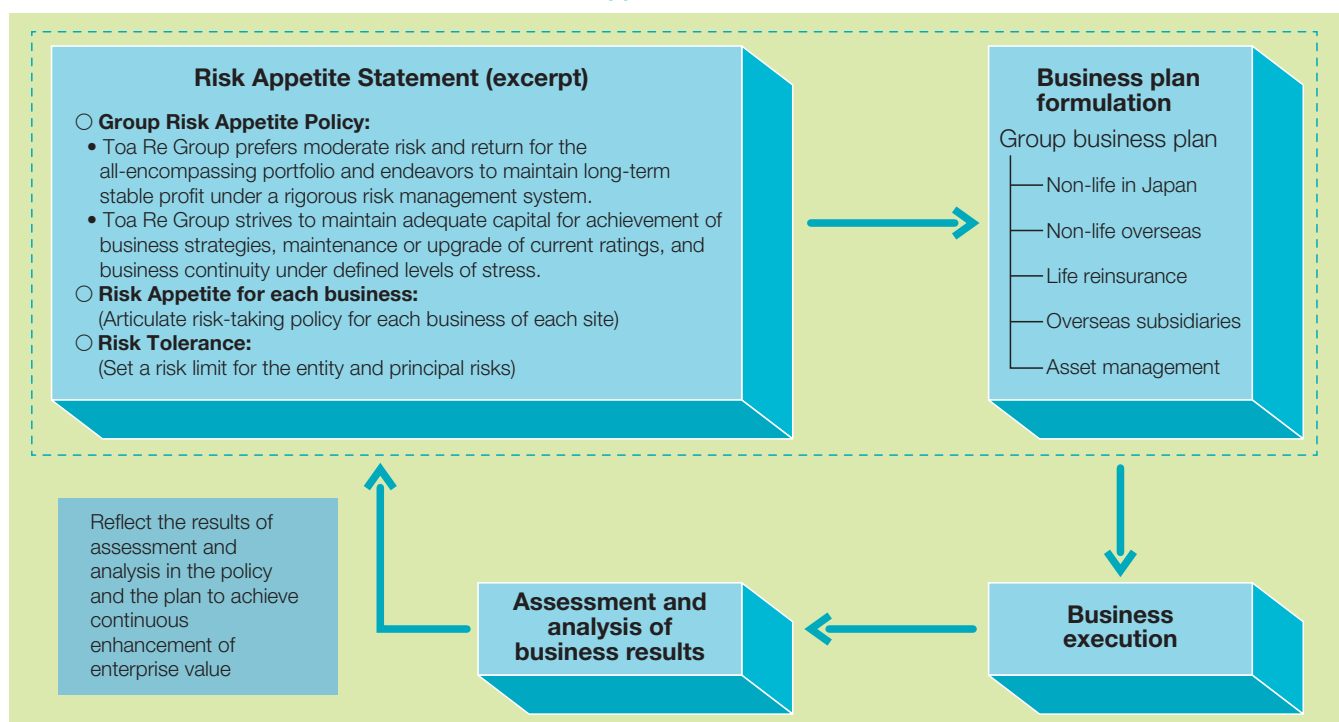 Risk Appetite Statement (excerpt)
○ Group Risk Appetite Policy:
• Toa Re Group prefers moderate risk and return for the
all-encompassing portfolio and endeavors to maintain long-term
stable profit under a rigorous risk management system.
• Toa Re Group strives to maintain adequate capital for achievement of
business strategies, maintenance or upgrade of current ratings, and
business continuity under defined levels of stress.
○ Risk Appetite for each business:
(Articulate risk-taking policy for each business of each site)
○ Risk Tolerance:
(Set a risk limit for the entity and principal risks)
Business plan
formulation
Group business plan
Non-life in Japan
Non-life overseas
Life reinsurance
Overseas subsidiaries
Asset management
Business
execution
Assessment and
analysis of
business results
Reflect the results of
assessment and
analysis in the policy
and the plan to achieve
continuous
enhancement of
enterprise value